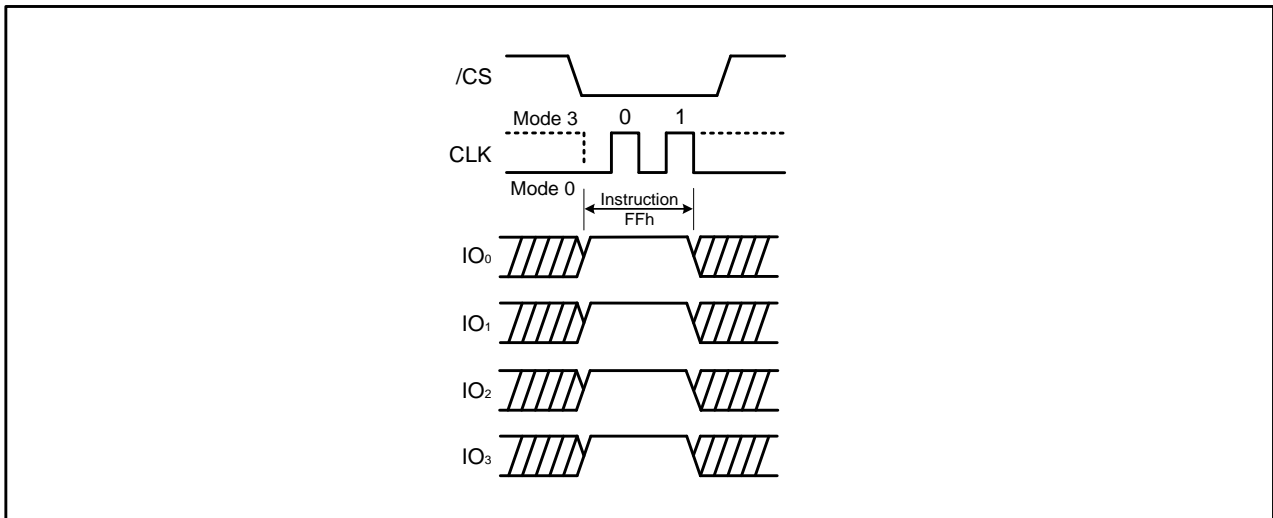 /CS
Mode 3 0 1
CLK
Mode 0
Instruction
FFh
IO₀
IO₁
IO₂
IO₃